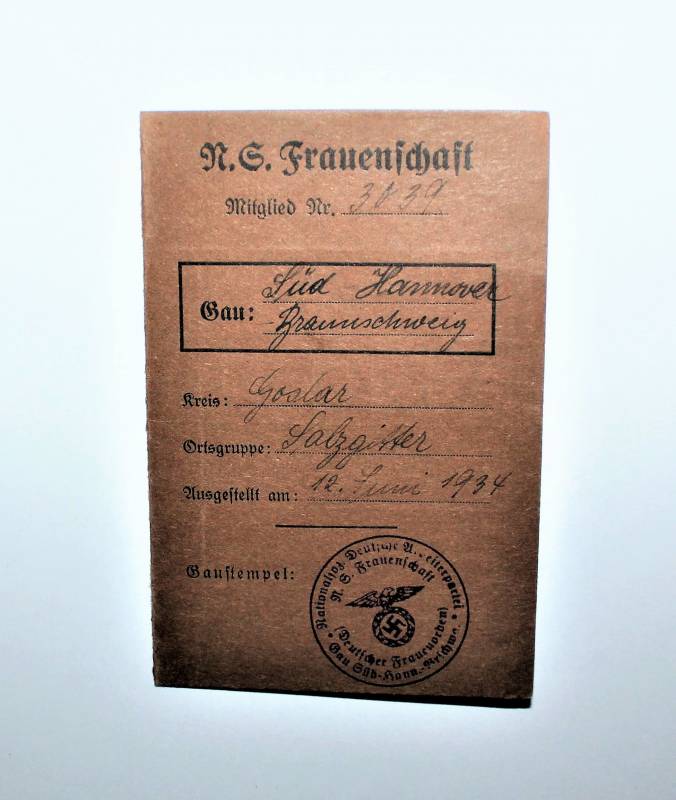 N.S. Frauenschaft
Mitglied Nr. 3039
Gau: Süd Hannover
Braunschweig
Kreis: Goslar
Ortsgruppe: Salzgitter
Ausgestellt am: 12. Juni 1934
Gaustempel:
Deutsche
N. S. Frauenschaft
(Deutscher Frauenorden)
Gau Süd-Hann.